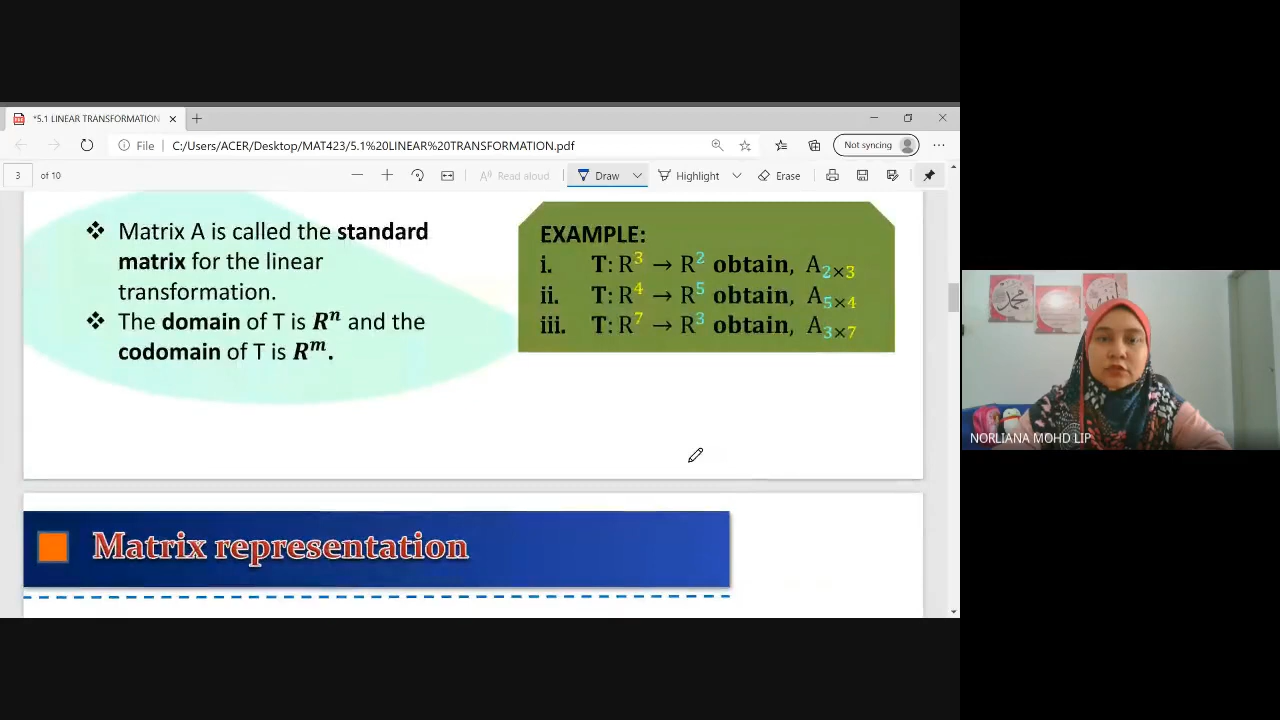 *5.1 LINEAR TRANSFORMATION
File C:/Users/ACER/Desktop/MAT423/5.1%20LINEAR%20TRANSFORMATION.pdf Not syncing
3 of 10 Read aloud Draw Highlight Erase
❖ Matrix A is called the standard
matrix for the linear
transformation.
❖ The domain of T is Rⁿ and the
codomain of T is Rᵐ.
EXAMPLE:
i. T: R³ → R² obtain, A₂×₃
ii. T: R⁴ → R⁵ obtain, A₅×₄
iii. T: R⁷ → R³ obtain, A₃×₇
Matrix representation
NORLIANA MOHD LIP